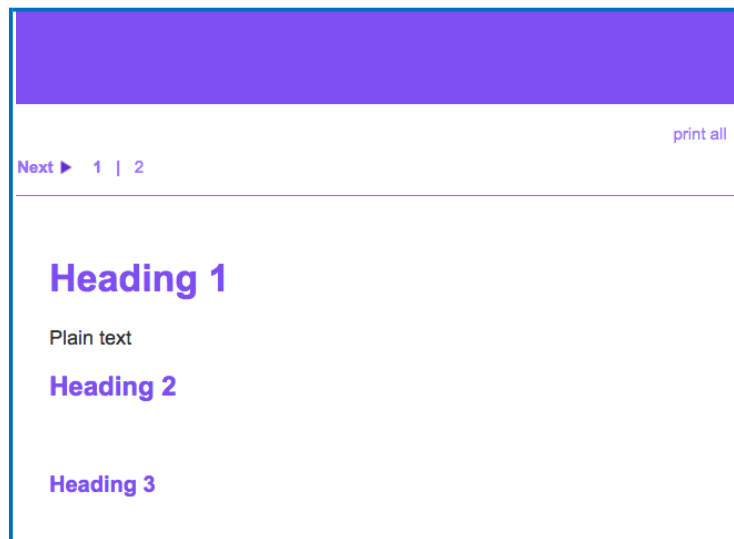 print all
Next 1 | 2
Heading 1
Plain text
Heading 2
Heading 3